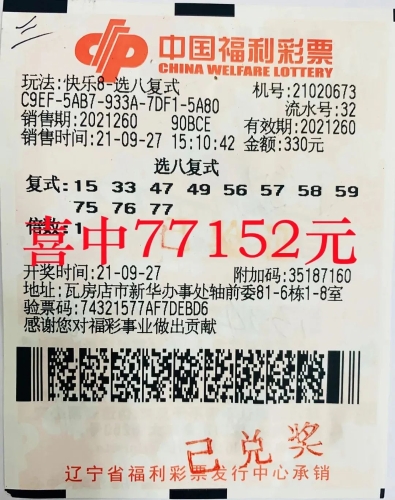 三
中国福利彩票
CHINA WELFARE LOTTERY
玩法:快乐8-选八复式 机号:21020673
C9EF-5AB7-933A-7DF1-5A80 流水号:32
销售期:2021260 90BCE 有效期:2021260
销售时间:21-09-27 15:10:42 金额:330元
选八复式
复式: 15 33 47 49 56 57 58 59
75 76 77
倍数:1
喜中77152元
开奖时间:21-09-27 附加码:35187160
地址:瓦房店市新华办事处轴前委81-6栋1-8室
验票码:74321577AF7DEBD6
感谢您对福彩事业做出贡献
已兑奖
辽宁省福利彩票发行中心承销